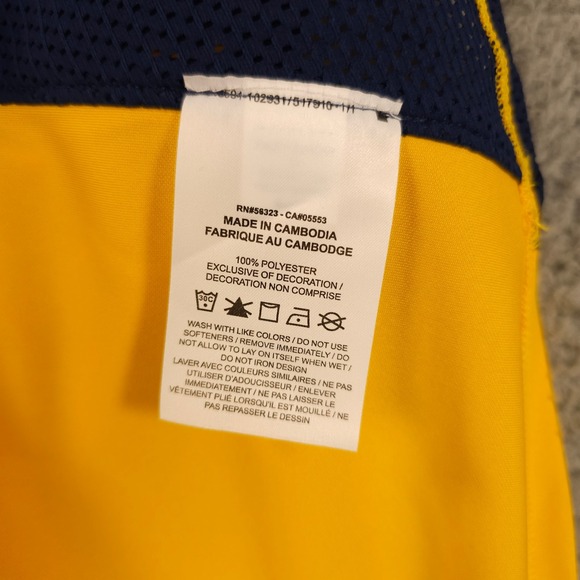 RN#56323 - CA#05553
MADE IN CAMBODIA
FABRIQUE AU CAMBODGE
100% POLYESTER
EXCLUSIVE OF DECORATION /
DECORATION NON COMPRISE
30C
WASH WITH LIKE COLORS / DO NOT USE
SOFTENERS / REMOVE IMMEDIATELY / DO
NOT ALLOW TO LAY ON ITSELF WHEN WET /
DO NOT IRON DESIGN
LAVER AVEC COULEURS SIMILAIRES / NE PAS
UTILISER D'ADOUCISSEUR / ENLEVER
IMMÉDIATEMENT / NE PAS LAISSER LE
VÊTEMENT PLIÉ LORSQU'IL EST MOUILLÉ / NE
PAS REPASSER LE DESSIN